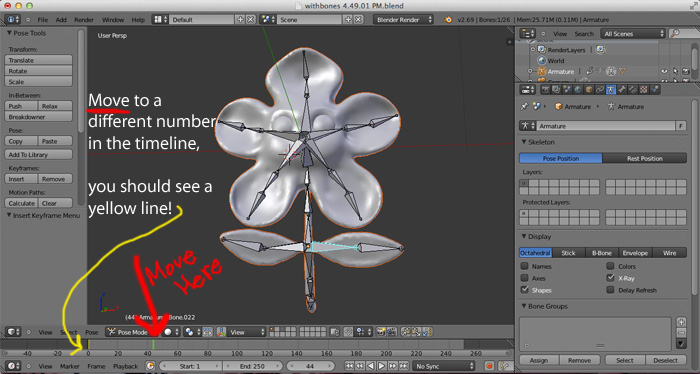 withbones 4.49.01 PM.blend
File Render Window Help
Default
Scene
Blender Render
v2.69 | Bones:1/26 | Mem:25.71M (0.11M) | Armature
Pose Tools
Transform:
Translate
Rotate
Scale
In-Between:
Push Relax
Breakdowner
Pose:
Copy Paste
Add To Library
Keyframes:
Insert Remove
Motion Paths:
Calculate Clear
Insert Keyframe Menu
User Persp
Move to a
different number
in the timeline,
you should see a
yellow line!
Move
Here
View Select Pose
Pose Mode
View
-40 -20 0 20 40 60 80 100 120 140 160 180 200 220 240 260
View Marker Frame Playback
Start: 1
End: 250
44
No Sync
View Search
All Scenes
RenderLayers
World
Armature
Armature
Armature
Armature
Skeleton
Pose Position Rest Position
Layers:
Protected Layers:
Display
Octahedral Stick B-Bone Envelope Wire
Names Colors
Axes X-Ray
Shapes Delay Refresh
Bone Groups
Assign Remove Select Deselect